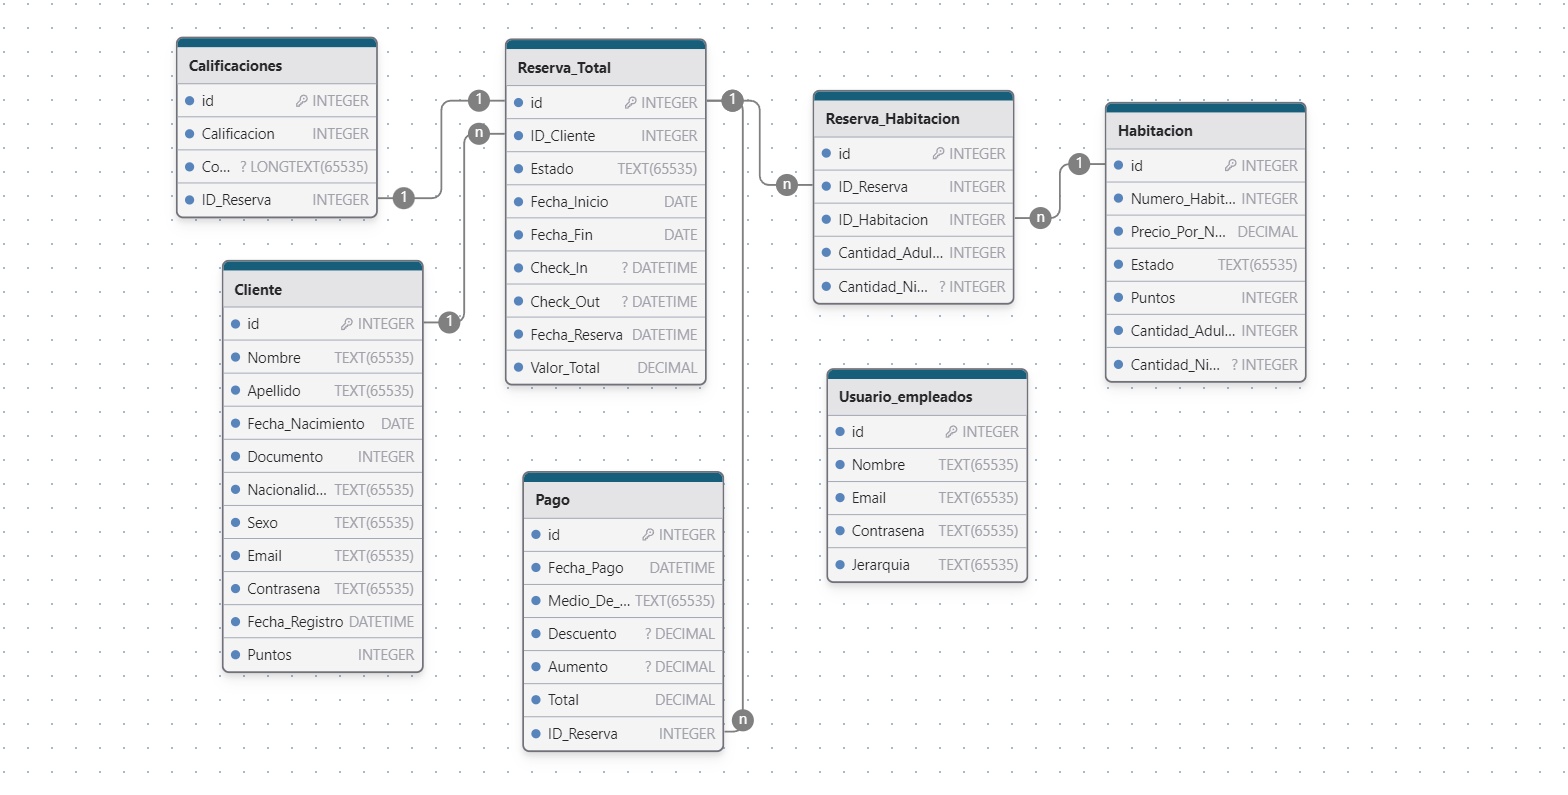 Calificaciones
id INTEGER
Calificacion INTEGER
Co... ? LONGTEXT(65535)
ID_Reserva INTEGER
1
1
n
Cliente
id INTEGER
Nombre TEXT(65535)
Apellido TEXT(65535)
Fecha_Nacimiento DATE
Documento INTEGER
Nacionalid... TEXT(65535)
Sexo TEXT(65535)
Email TEXT(65535)
Contrasena TEXT(65535)
Fecha_Registro DATETIME
Puntos INTEGER
1
Reserva_Total
id INTEGER
ID_Cliente INTEGER
Estado TEXT(65535)
Fecha_Inicio DATE
Fecha_Fin DATE
Check_In ? DATETIME
Check_Out ? DATETIME
Fecha_Reserva DATETIME
Valor_Total DECIMAL
1
n
Pago
id INTEGER
Fecha_Pago DATETIME
Medio_De_... TEXT(65535)
Descuento ? DECIMAL
Aumento ? DECIMAL
Total DECIMAL
ID_Reserva INTEGER
n
Reserva_Habitacion
id INTEGER
ID_Reserva INTEGER
ID_Habitacion INTEGER
Cantidad_Adul... INTEGER
Cantidad_Ni... ? INTEGER
n
1
Usuario_empleados
id INTEGER
Nombre TEXT(65535)
Email TEXT(65535)
Contrasena TEXT(65535)
Jerarquia TEXT(65535)
Habitacion
id INTEGER
Numero_Habit... INTEGER
Precio_Por_N... DECIMAL
Estado TEXT(65535)
Puntos INTEGER
Cantidad_Adul... INTEGER
Cantidad_Ni... ? INTEGER